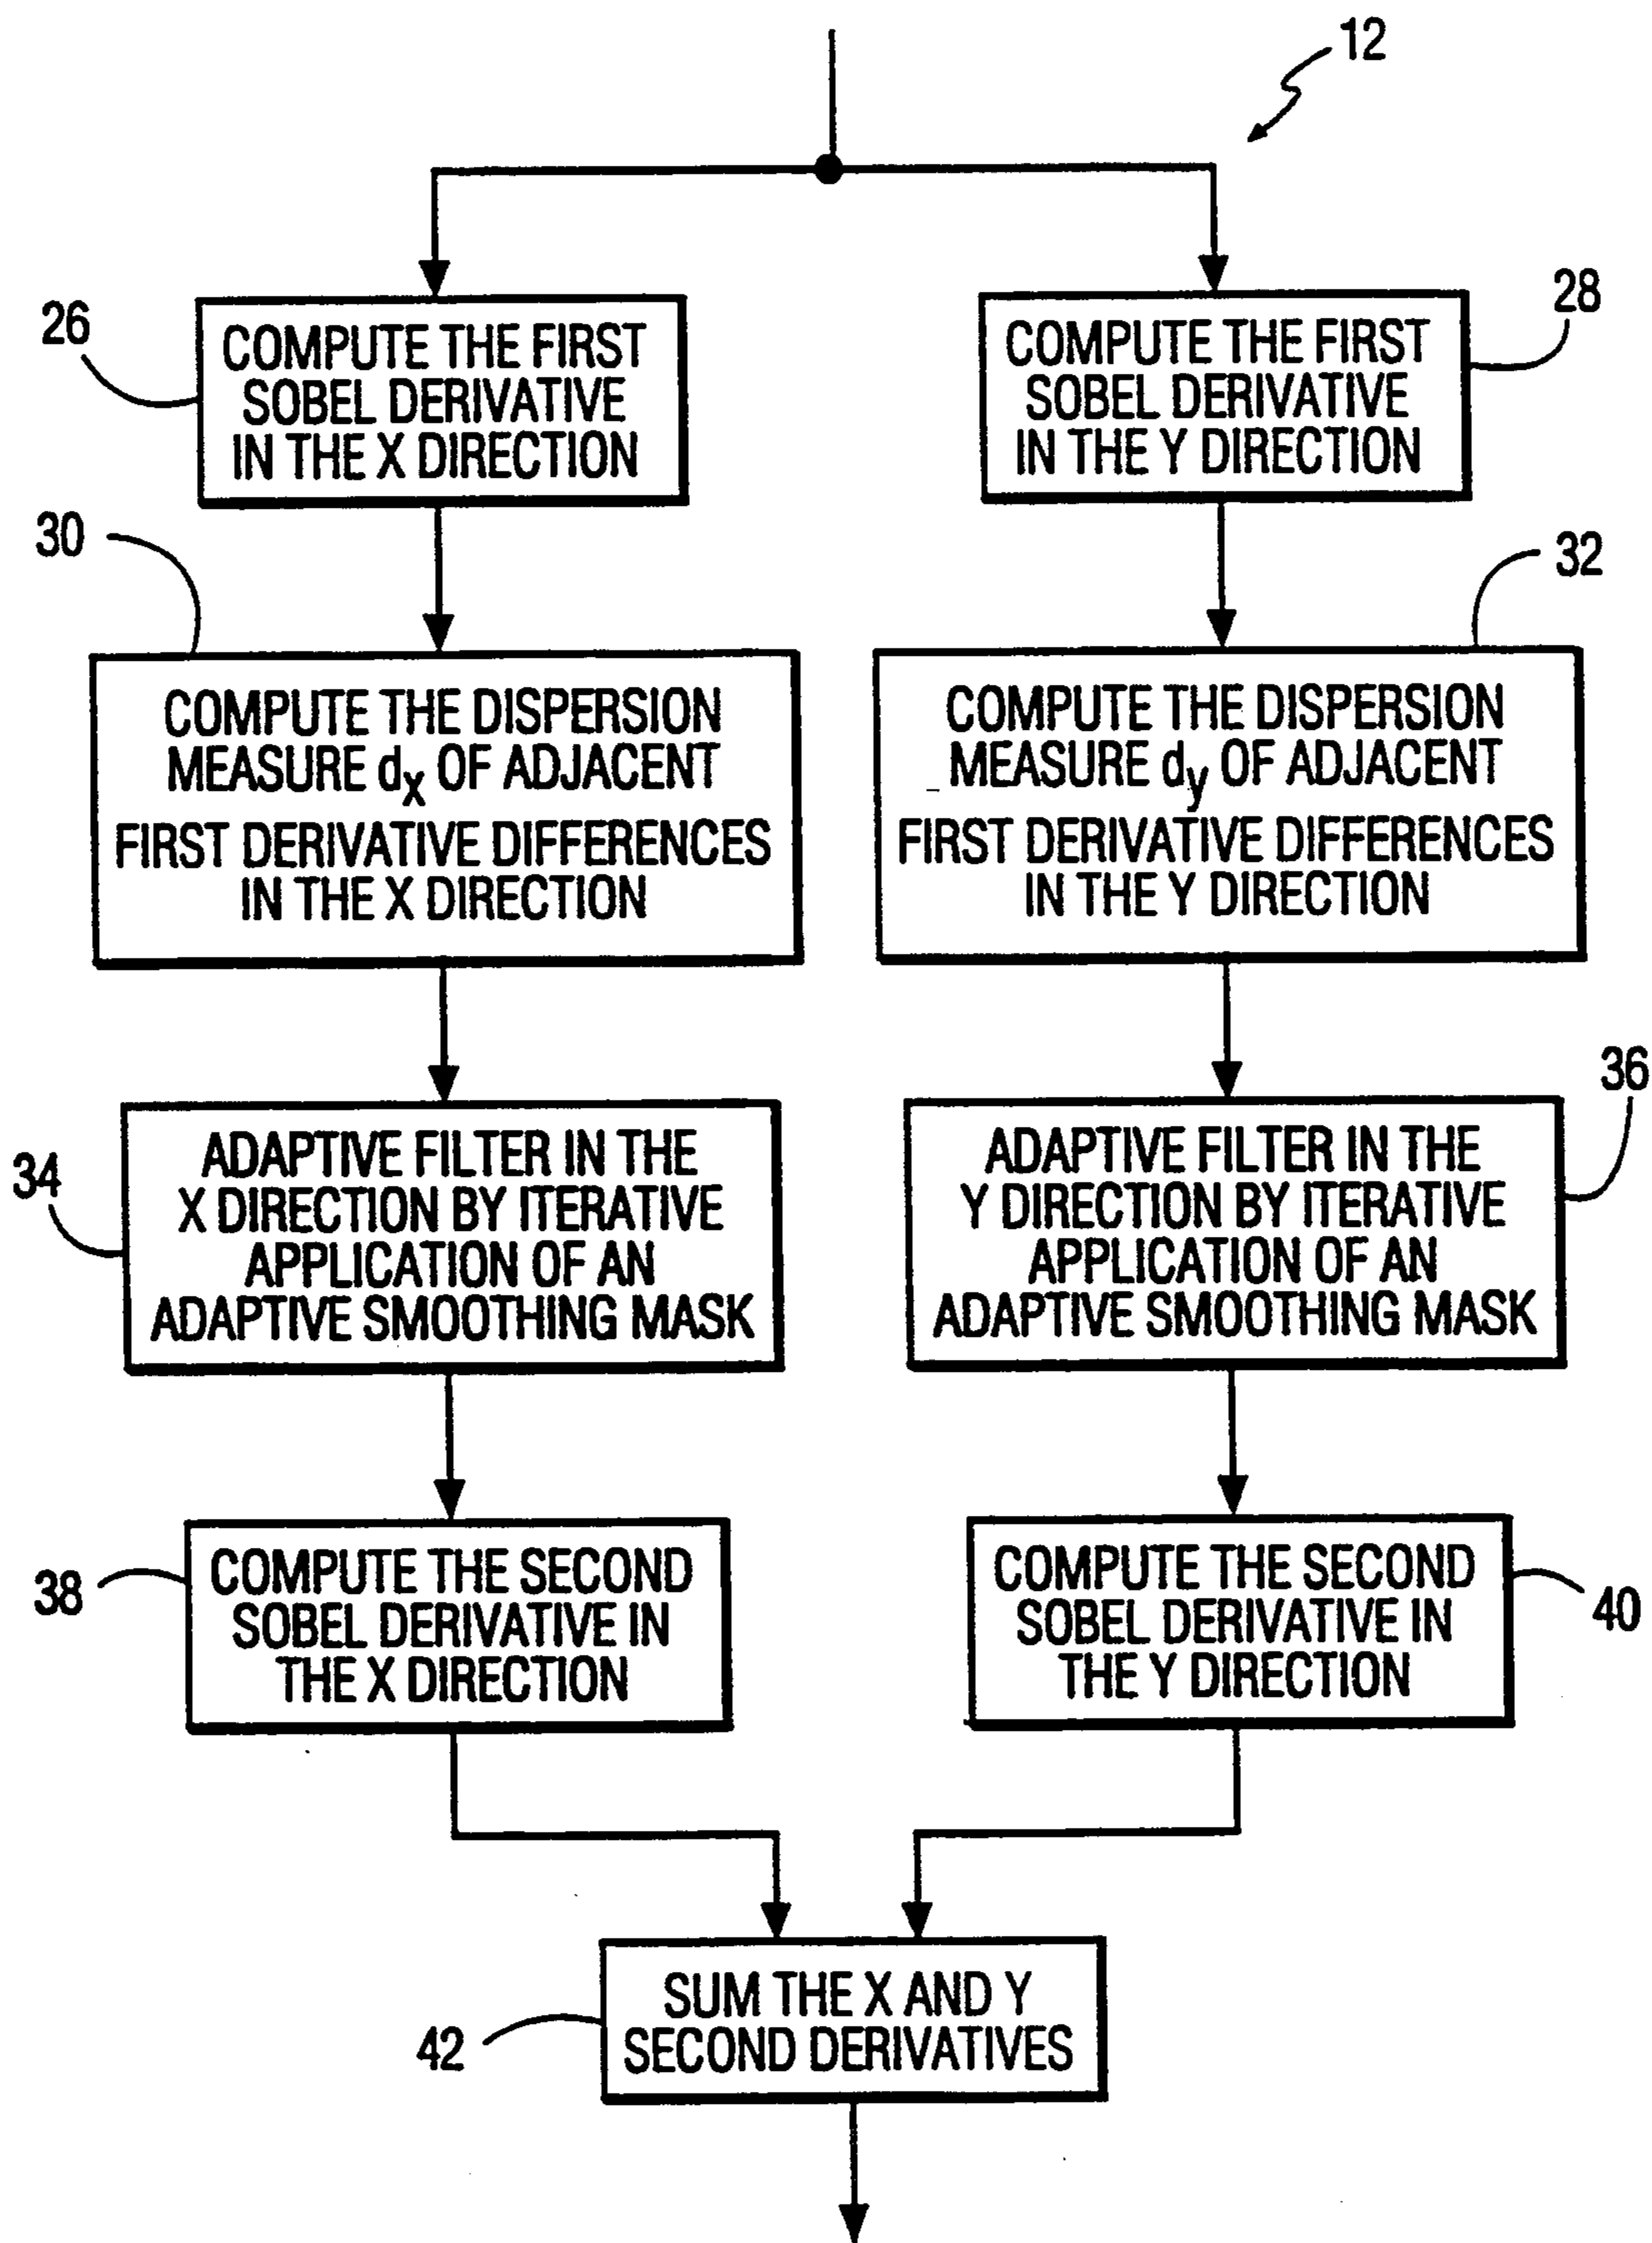 12
26
COMPUTE THE FIRST
SOBEL DERIVATIVE
IN THE X DIRECTION
28
COMPUTE THE FIRST
SOBEL DERIVATIVE
IN THE Y DIRECTION
30
COMPUTE THE DISPERSION
MEASURE dx OF ADJACENT
FIRST DERIVATIVE DIFFERENCES
IN THE X DIRECTION
32
COMPUTE THE DISPERSION
MEASURE dy OF ADJACENT
FIRST DERIVATIVE DIFFERENCES
IN THE Y DIRECTION
34
ADAPTIVE FILTER IN THE
X DIRECTION BY ITERATIVE
APPLICATION OF AN
ADAPTIVE SMOOTHING MASK
36
ADAPTIVE FILTER IN THE
Y DIRECTION BY ITERATIVE
APPLICATION OF AN
ADAPTIVE SMOOTHING MASK
38
COMPUTE THE SECOND
SOBEL DERIVATIVE IN
THE X DIRECTION
40
COMPUTE THE SECOND
SOBEL DERIVATIVE IN
THE Y DIRECTION
42
SUM THE X AND Y
SECOND DERIVATIVES